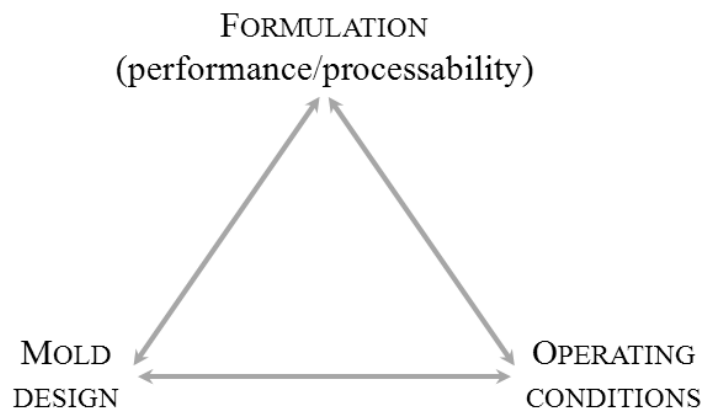 FORMULATION
(performance/processability)
MOLD
DESIGN
OPERATING
CONDITIONS